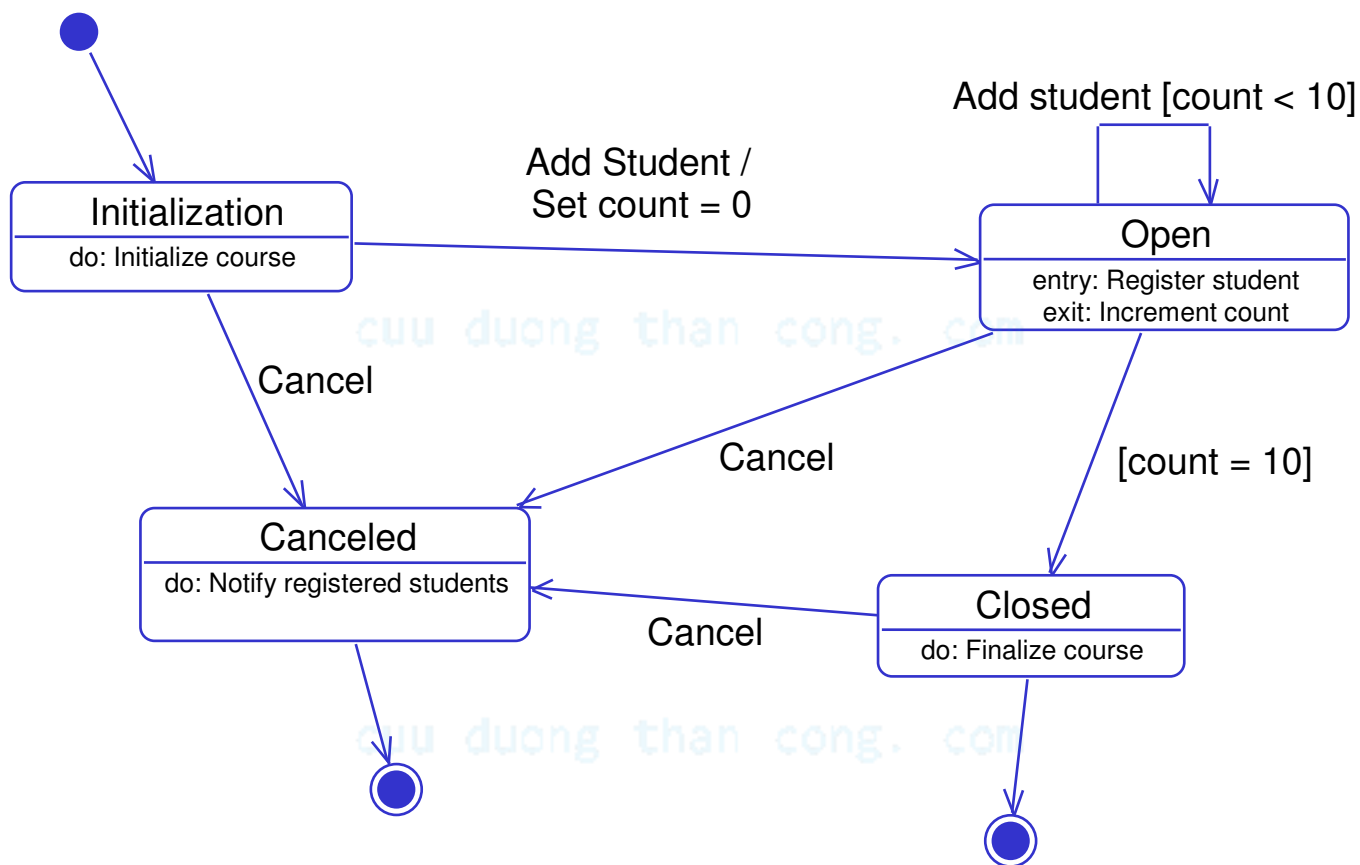 Add student [count < 10]
Add Student /
Set count = 0
Initialization
do: Initialize course
Open
entry: Register student
exit: Increment count
cuu duong than cong. com
Cancel
Cancel
[count = 10]
Canceled
do: Notify registered students
Closed
do: Finalize course
Cancel
cuu duong than cong. com